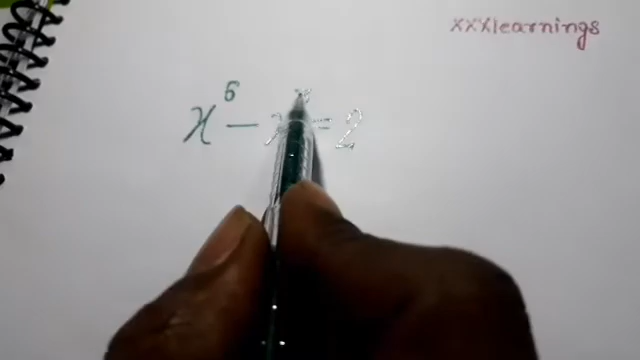 xxxlearnings
x⁶ - x = 2